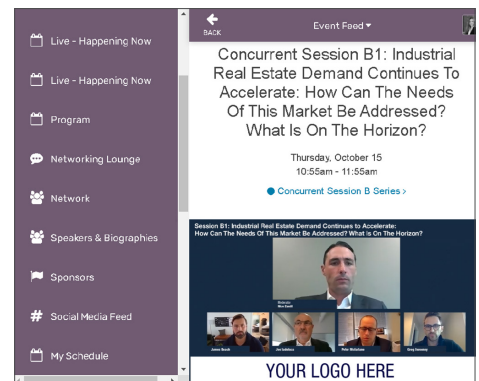 Live - Happening Now
Live - Happening Now
Program
Networking Lounge
Network
Speakers & Biographies
Sponsors
# Social Media Feed
My Schedule
BACK
Event Feed
Concurrent Session B1: Industrial
Real Estate Demand Continues To
Accelerate: How Can The Needs
Of This Market Be Addressed?
What Is On The Horizon?
Thursday, October 15
10:55am - 11:55am
Concurrent Session B Series >
Session B1: Industrial Real Estate Demand Continues to Accelerate:
How Can The Needs Of This Market Be Addressed? What Is On The Horizon?
Moderator
YOUR LOGO HERE